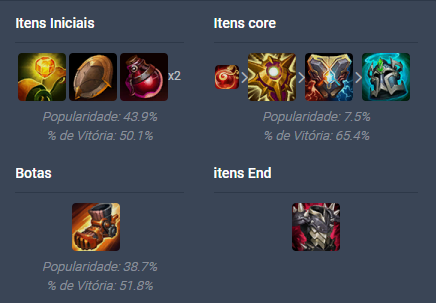 Itens Iniciais
x2
Popularidade: 43.9%
% de Vitória: 50.1%
Itens core
Popularidade: 7.5%
% de Vitória: 65.4%
Botas
Popularidade: 38.7%
% de Vitória: 51.8%
itens End